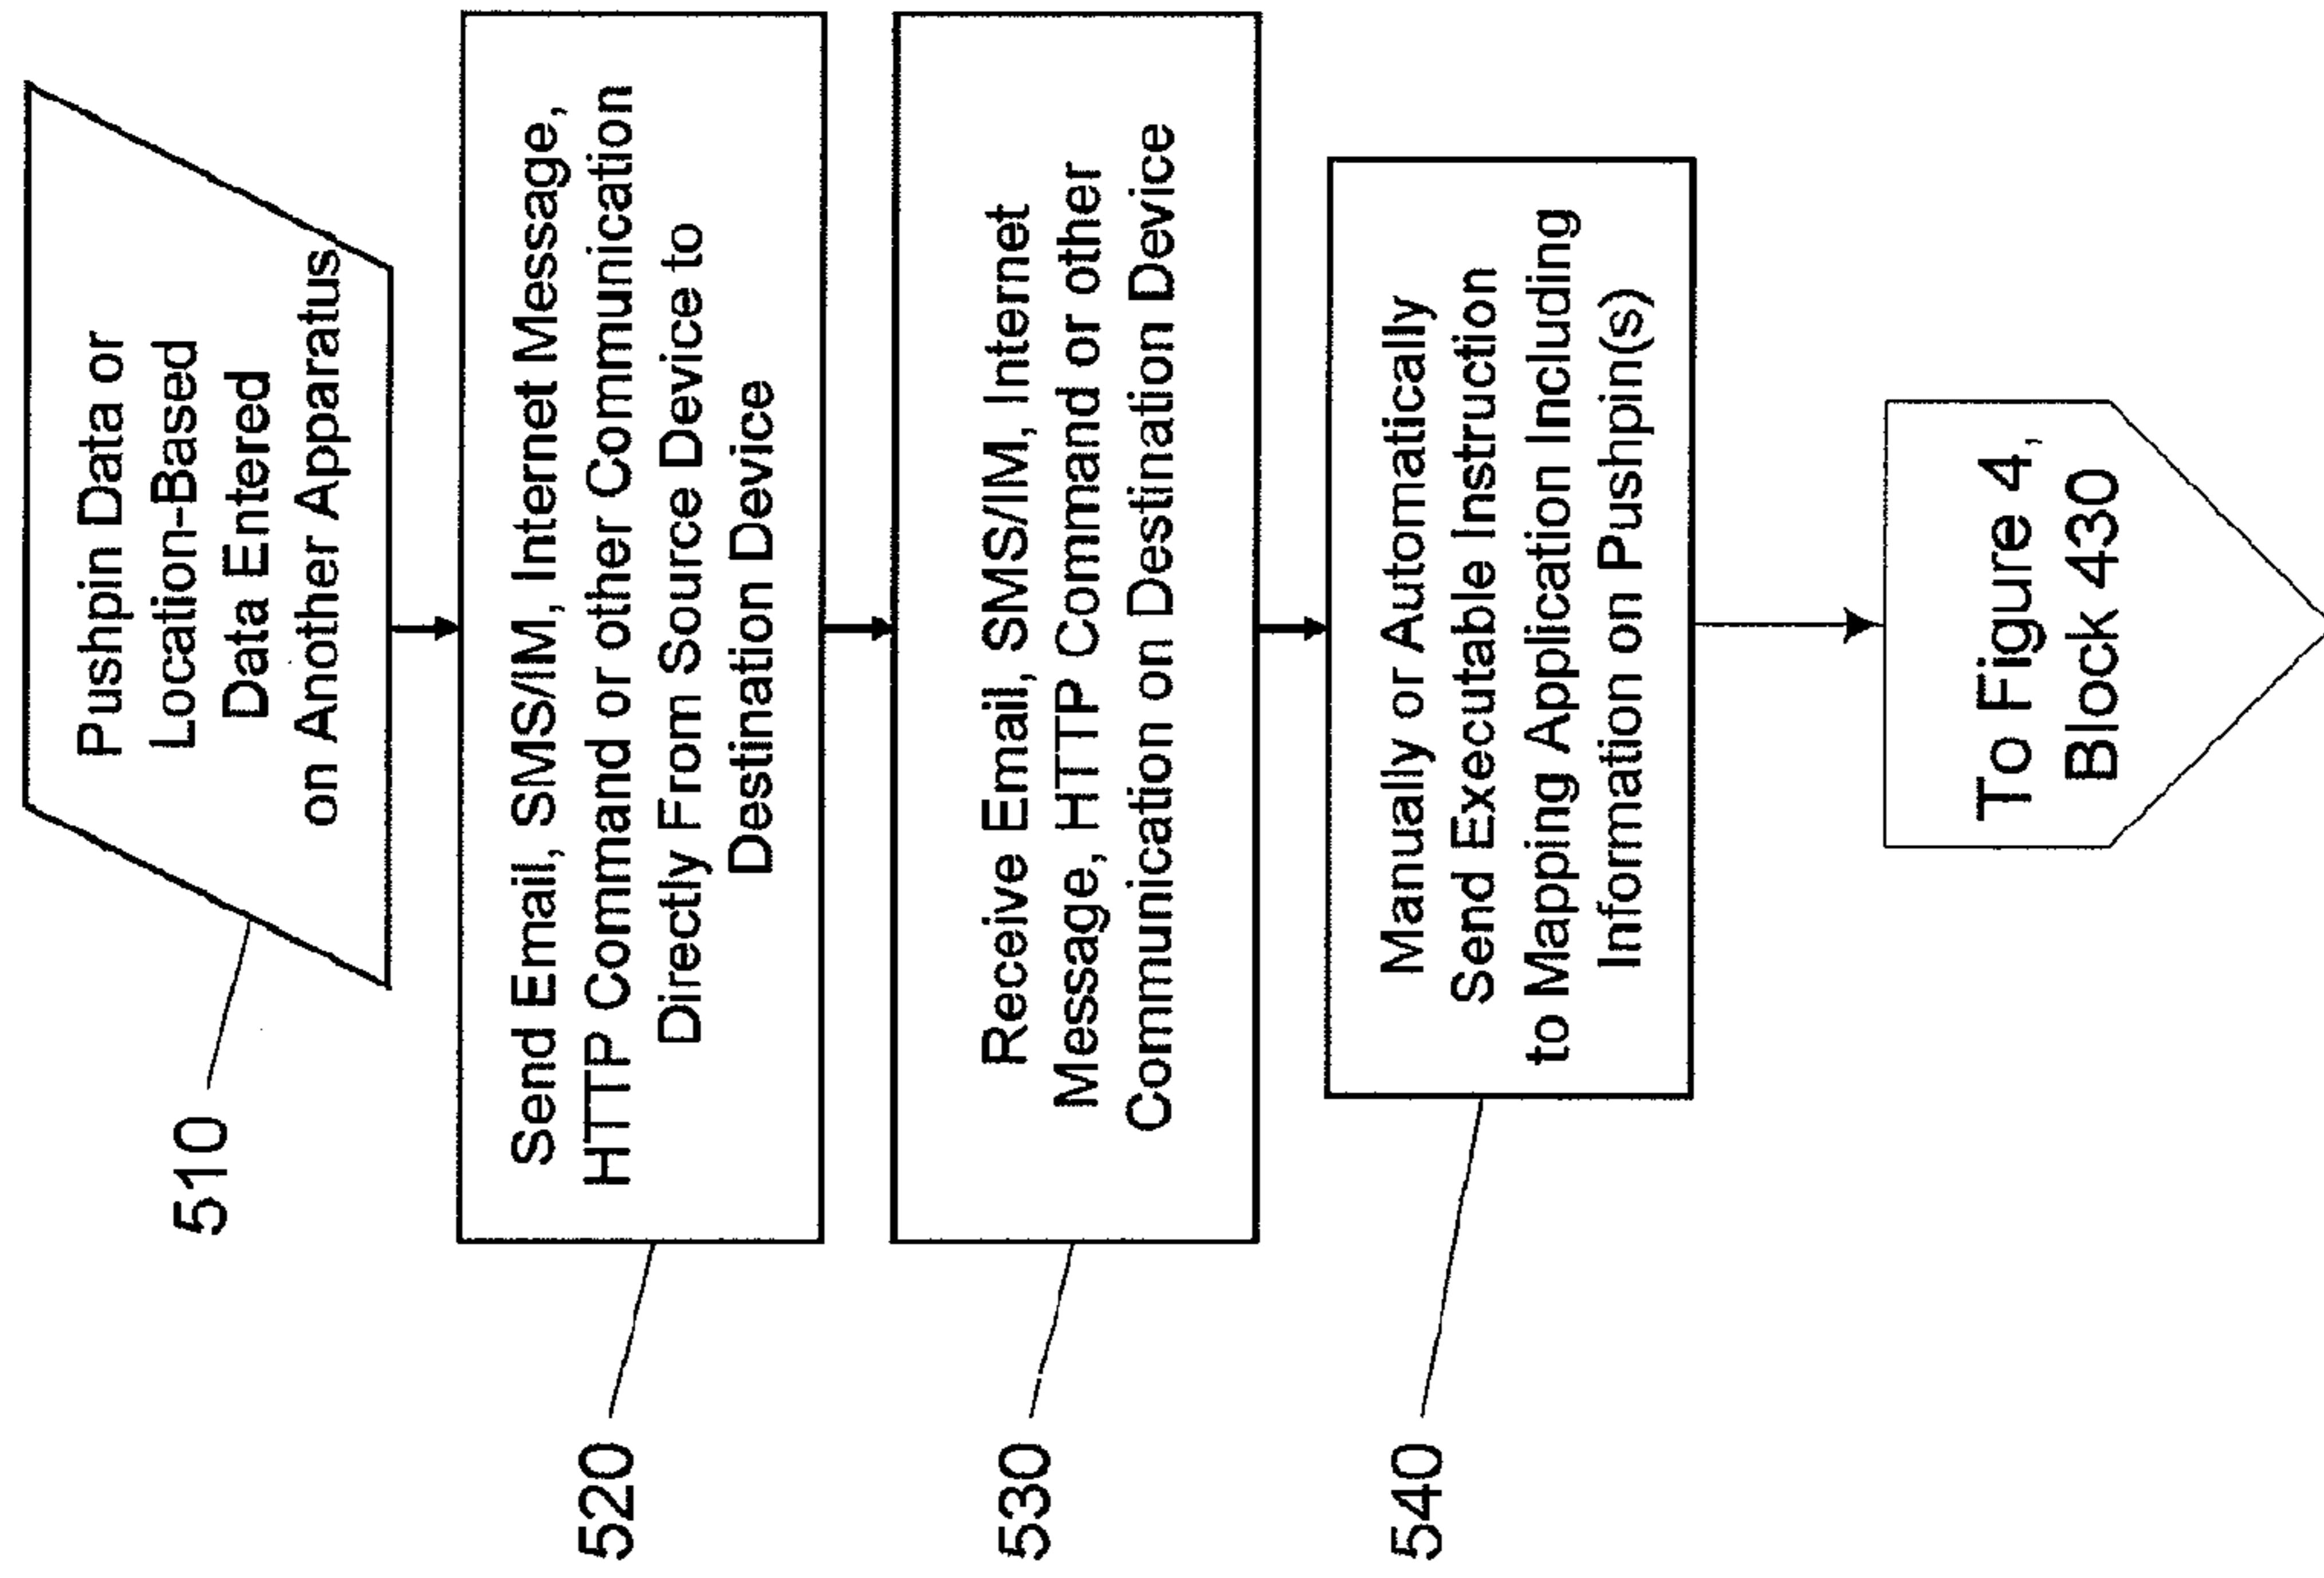 Pushpin Data or
Location-Based
Data Entered
on Another Apparatus
510
Send Email, SMS/IM, Internet Message,
HTTP Command or other Communication
Directly From Source Device to
Destination Device
520
Receive Email, SMS/IM, Internet
Message, HTTP Command or other
Communication on Destination Device
530
Manually or Automatically
Send Executable Instruction
to Mapping Application Including
Information on Pushpin(s)
540
To Figure 4,
Block 430